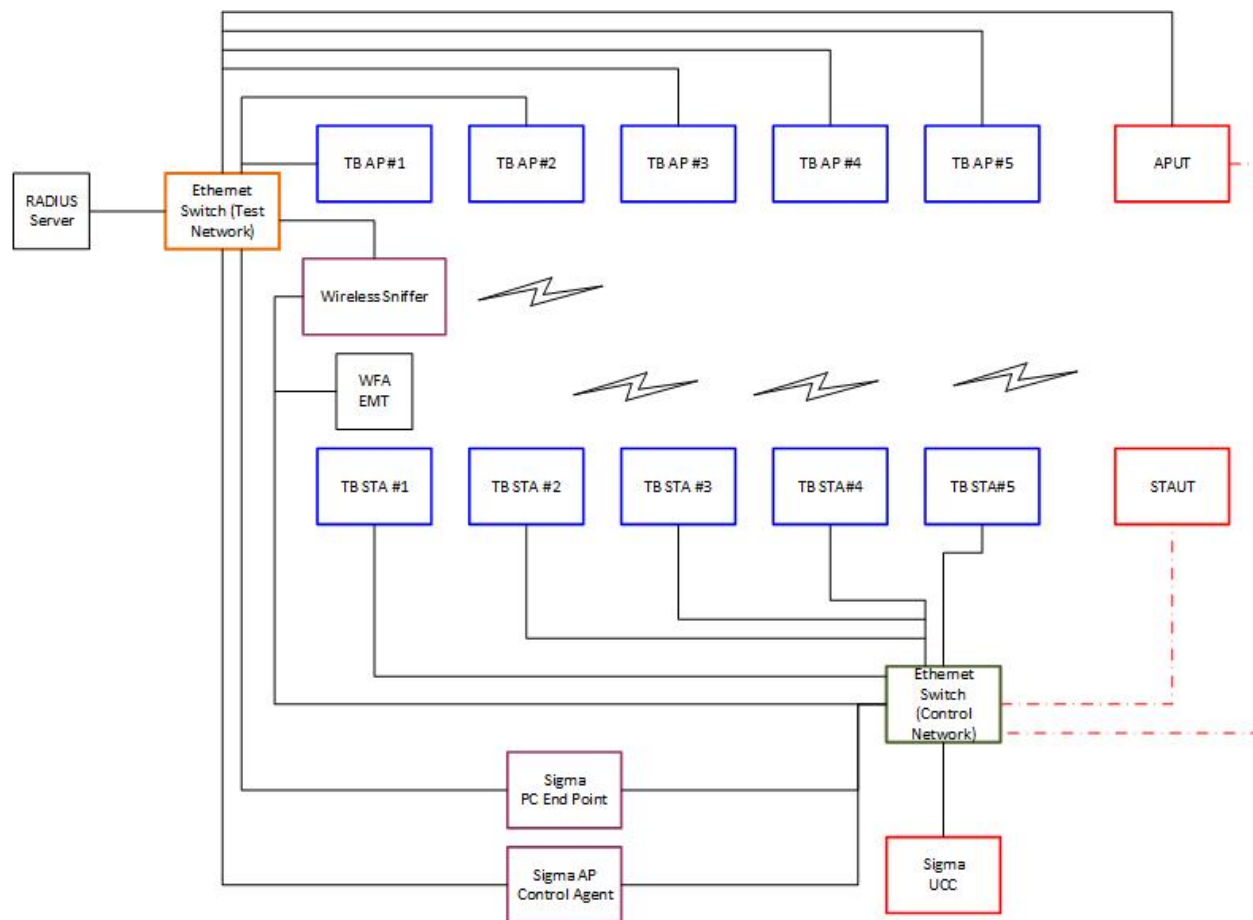 TB AP #1
TB AP #2
TB AP #3
TB AP #4
TB AP #5
APUT
RADIUS
Server
Ethernet
Switch (Test
Network)
Wireless Sniffer
WFA
EMT
TB STA #1
TB STA #2
TB STA #3
TB STA#4
TB STA#5
STAUT
Ethernet
Switch
(Control
Network)
Sigma
PC End Point
Sigma AP
Control Agent
Sigma
UCC